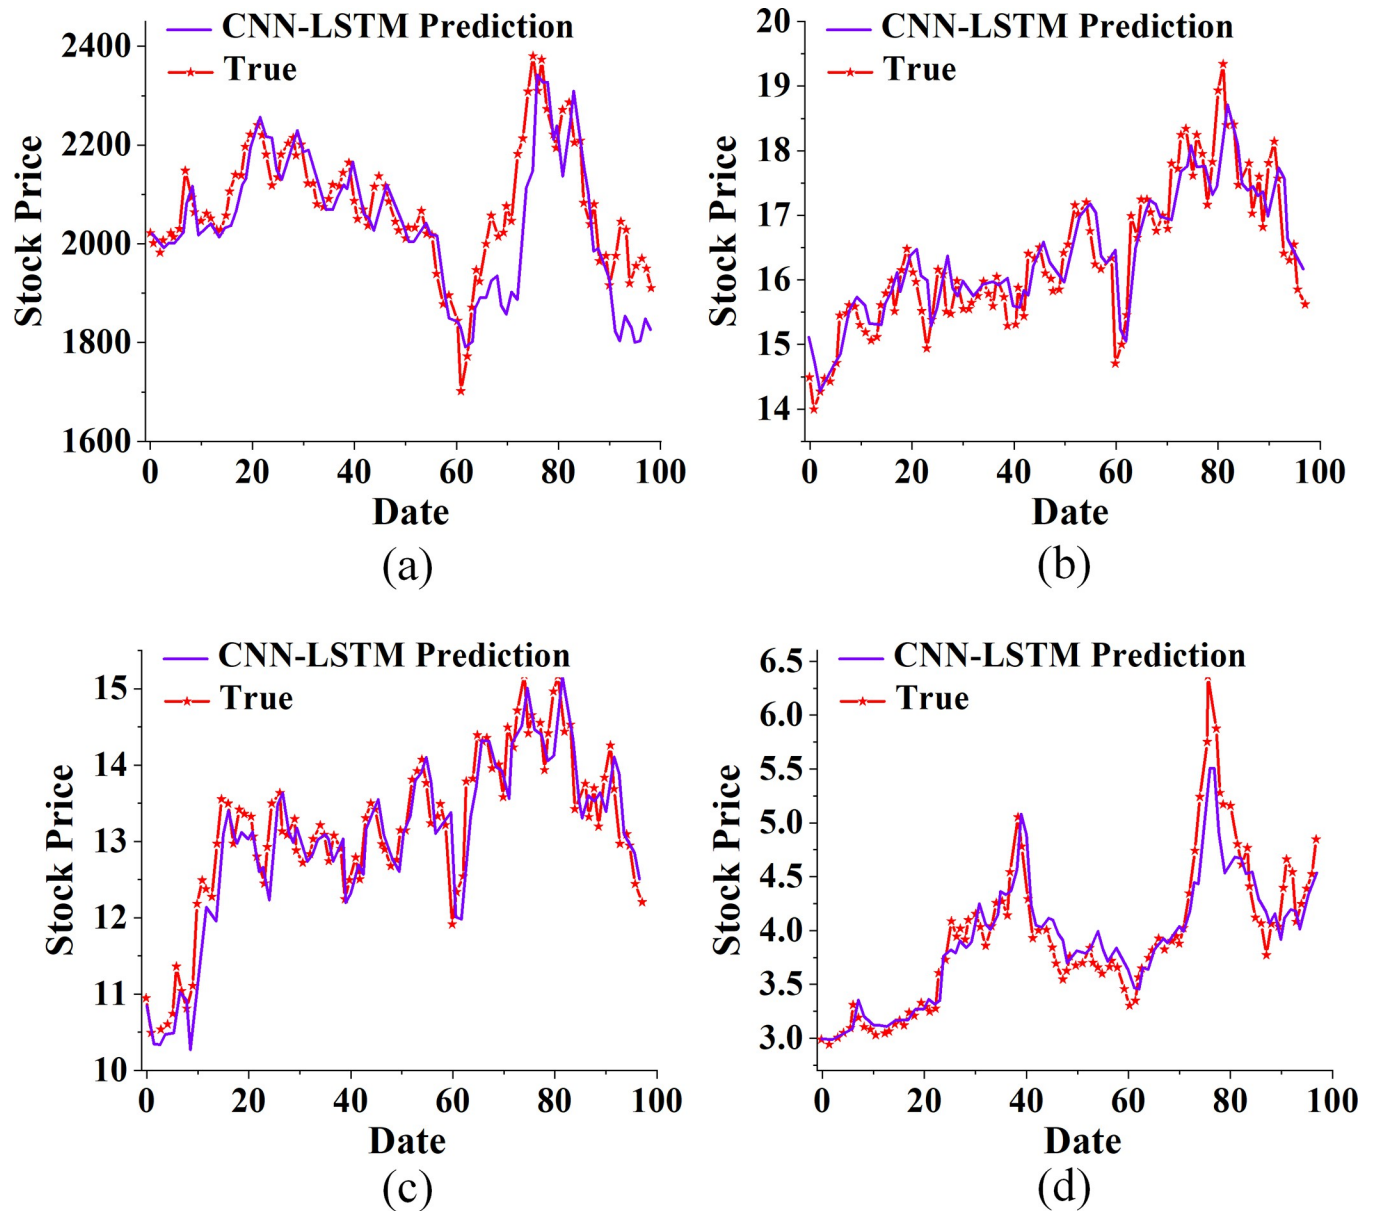 CNN-LSTM Prediction
True
2400
2200
2000
1800
1600
Stock Price
0 20 40 60 80 100
Date
(a)
CNN-LSTM Prediction
True
20
19
18
17
16
15
14
Stock Price
0 20 40 60 80 100
Date
(b)
CNN-LSTM Prediction
True
15
14
13
12
11
10
Stock Price
0 20 40 60 80 100
Date
(c)
CNN-LSTM Prediction
True
6.5
6.0
5.5
5.0
4.5
4.0
3.5
3.0
Stock Price
0 20 40 60 80 100
Date
(d)